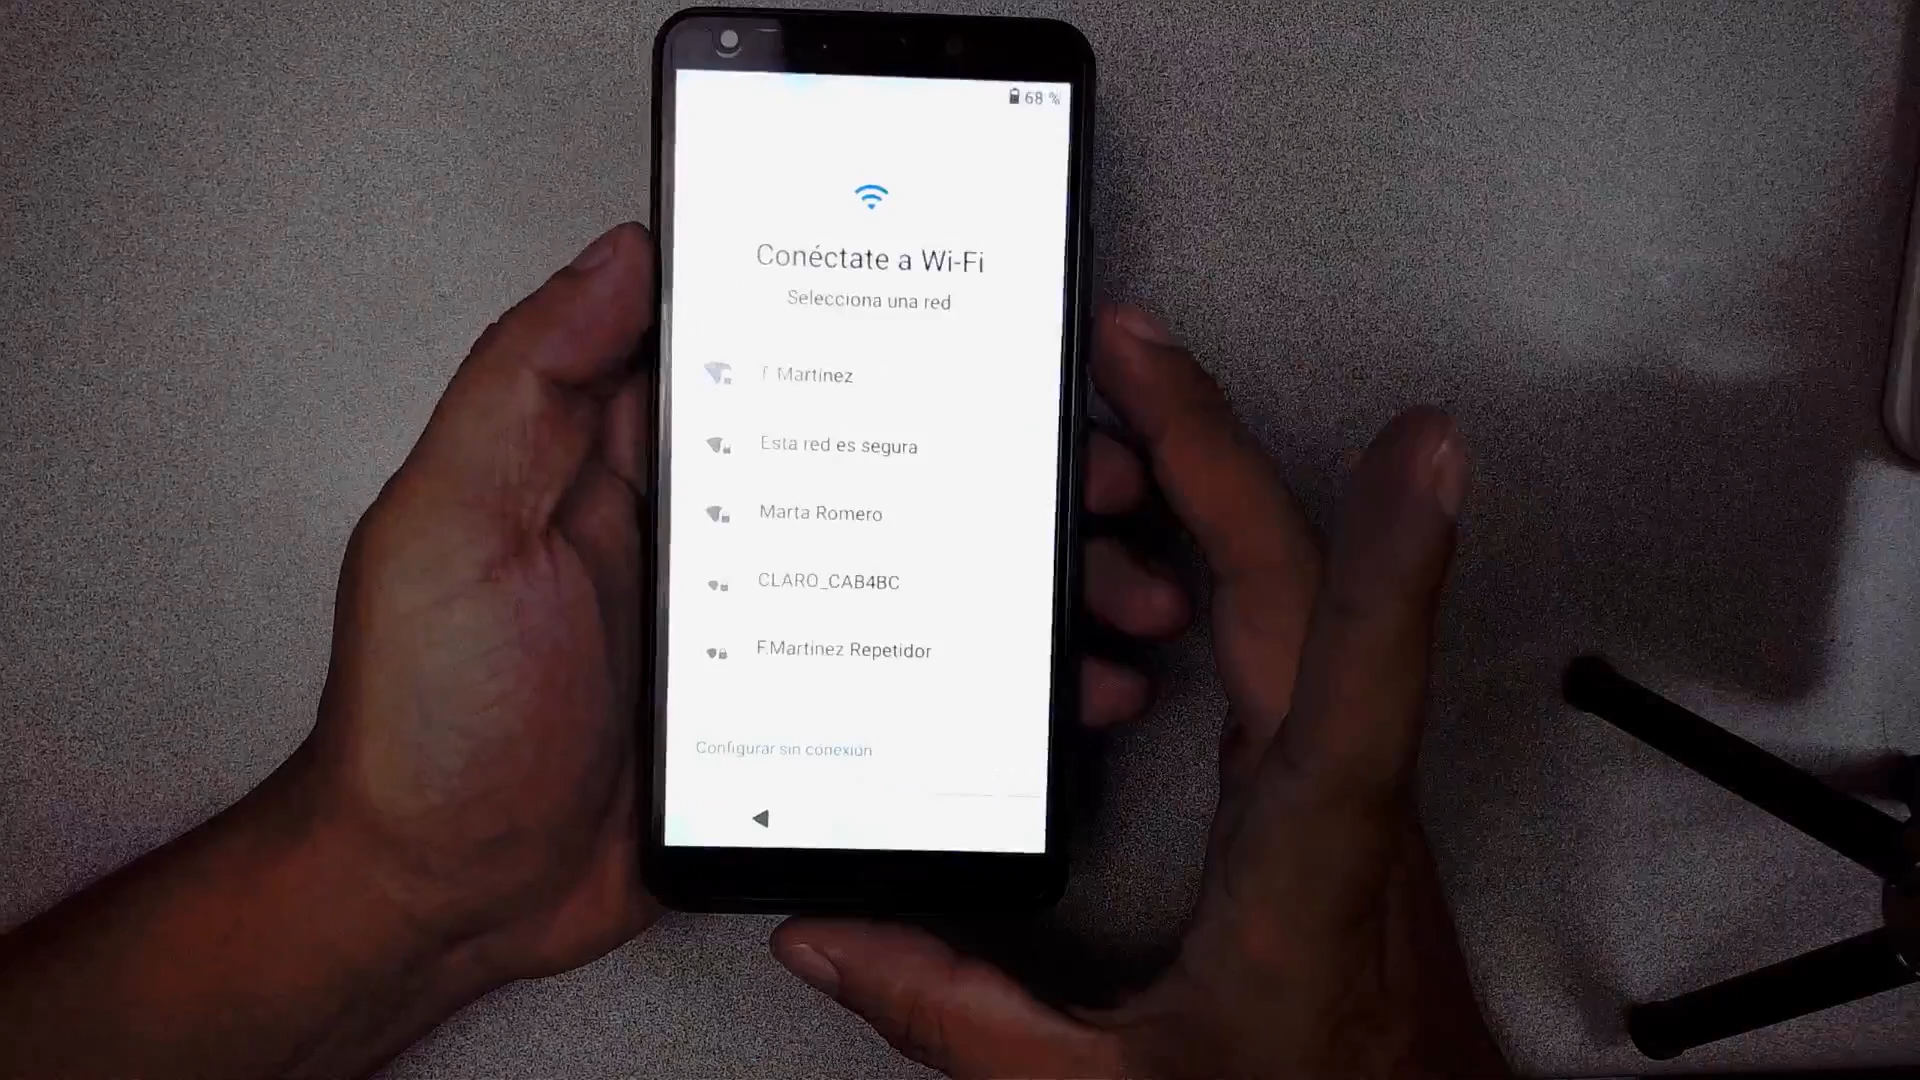 68 %
Conéctate a Wi-Fi
Selecciona una red
F Martinez
Esta red es segura
Marta Romero
CLARO_CAB4BC
F.Martinez Repetidor
Configurar sin conexión